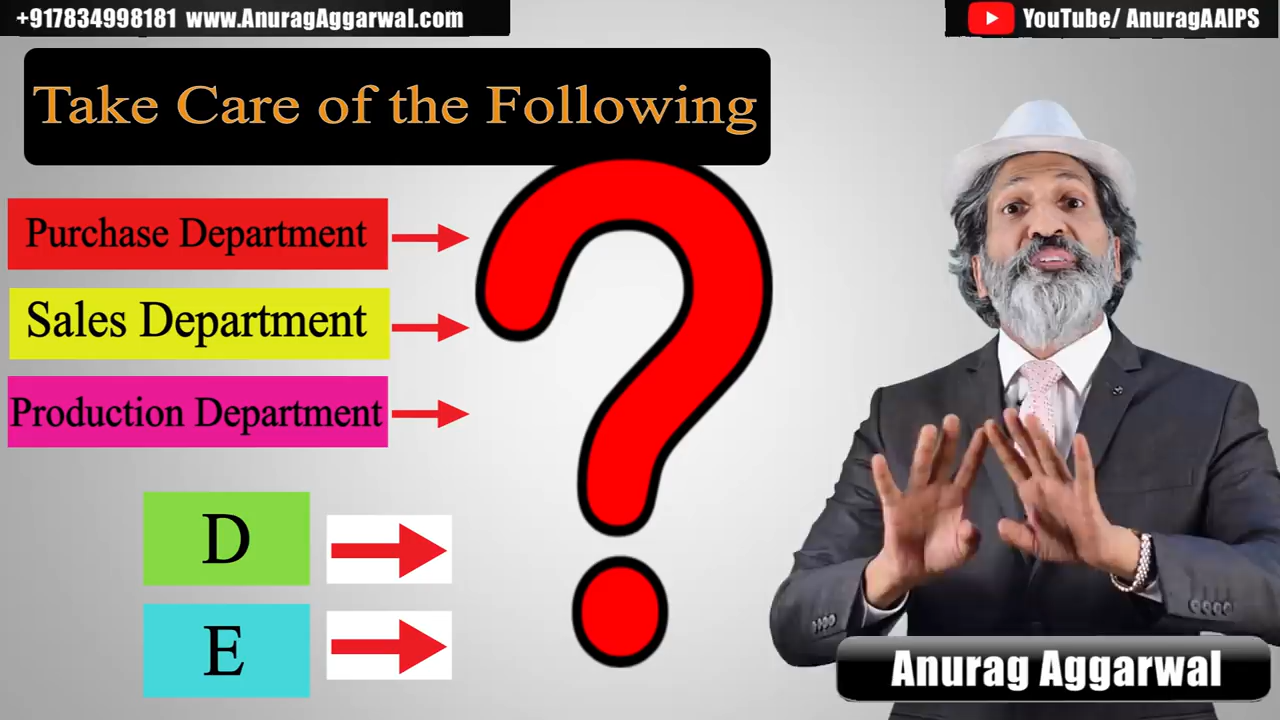 +917834998181 www.AnuragAggarwal.com
YouTube/ AnuragAAIPS
Take Care of the Following
Purchase Department
Sales Department
Production Department
D
E
?
Anurag Aggarwal